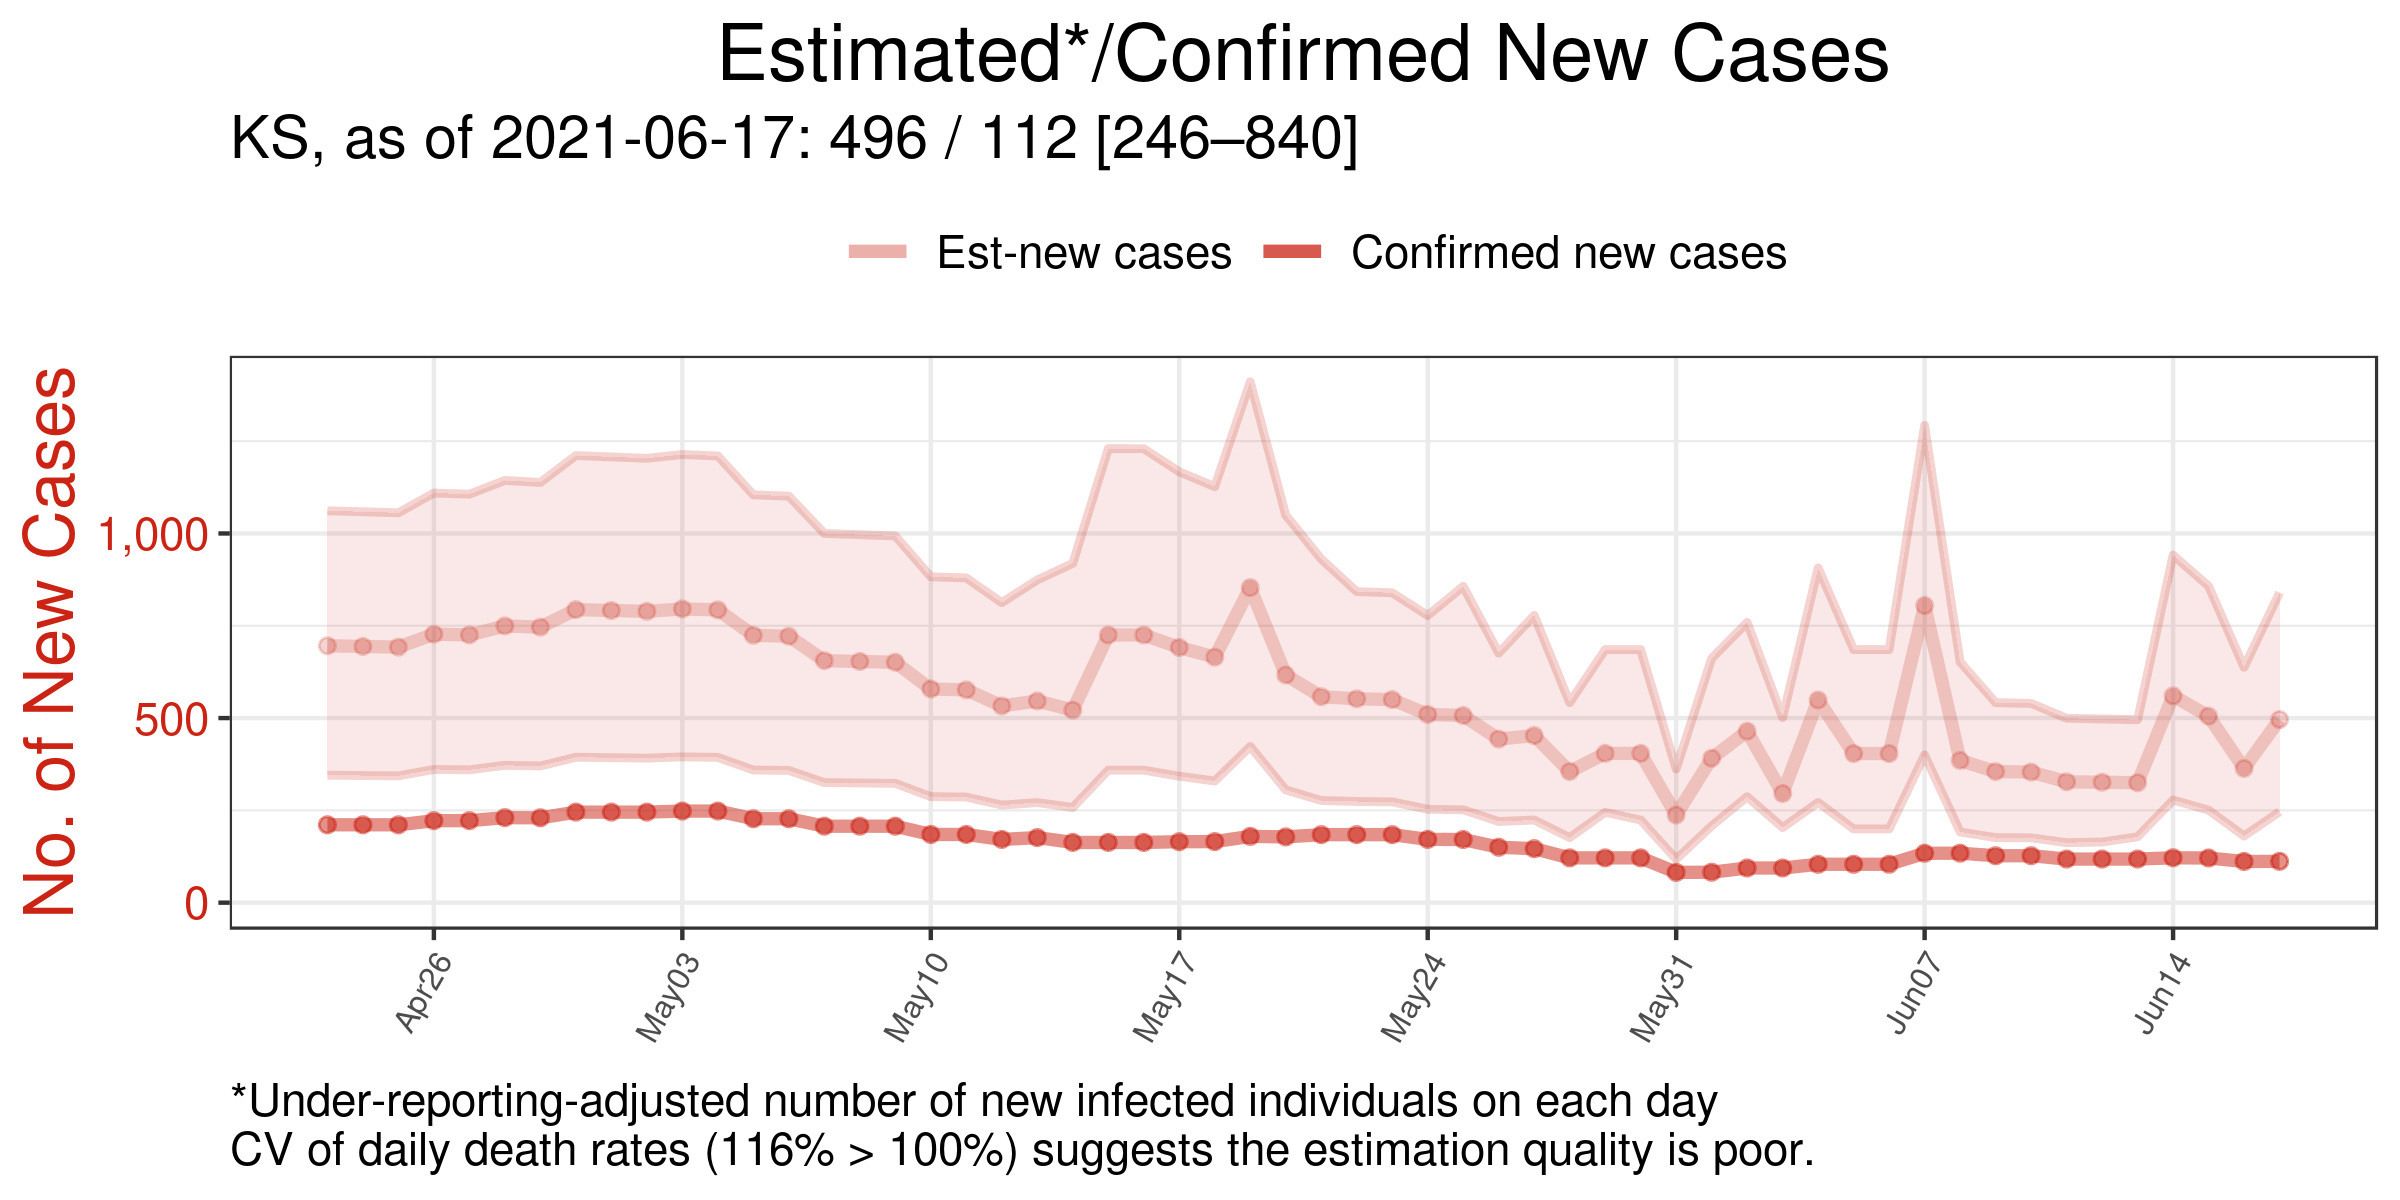 Estimated*/Confirmed New Cases
KS, as of 2021-06-17: 496 / 112 [246–840]
Est-new cases
Confirmed new cases
No. of New Cases
1,000
500
0
Apr26
May03
May10
May17
May24
May31
Jun07
Jun14
*Under-reporting-adjusted number of new infected individuals on each day
CV of daily death rates (116% > 100%) suggests the estimation quality is poor.